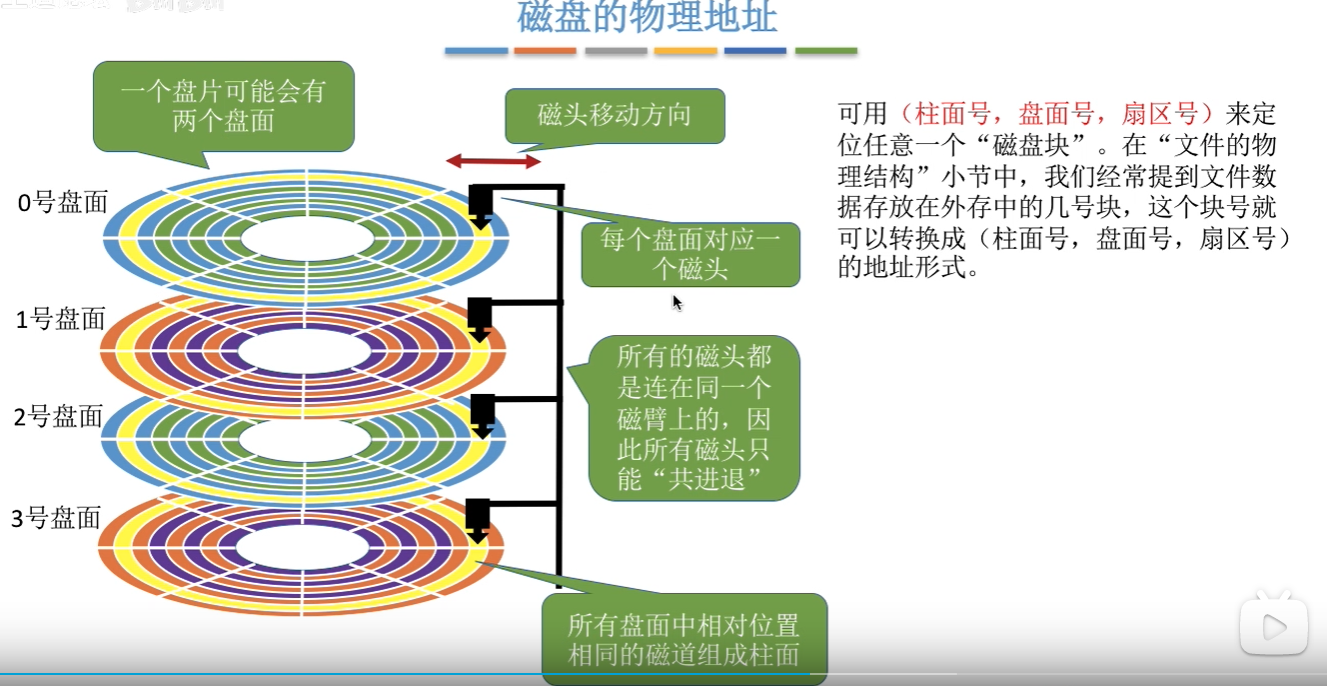 磁盘的物理地址
一个盘片可能会有
两个盘面
磁头移动方向
0号盘面
每个盘面对应一
个磁头
1号盘面
所有的磁头都
是连在同一个
磁臂上的，因
此所有磁头只
能“共进退”
2号盘面
3号盘面
所有盘面中相对位置
相同的磁道组成柱面
可用（柱面号，盘面号，扇区号）来定
位任意一个“磁盘块”。在“文件的物
理结构”小节中，我们经常提到文件数
据存放在外存中的几号块，这个块号就
可以转换成（柱面号，盘面号，扇区号）
的地址形式。